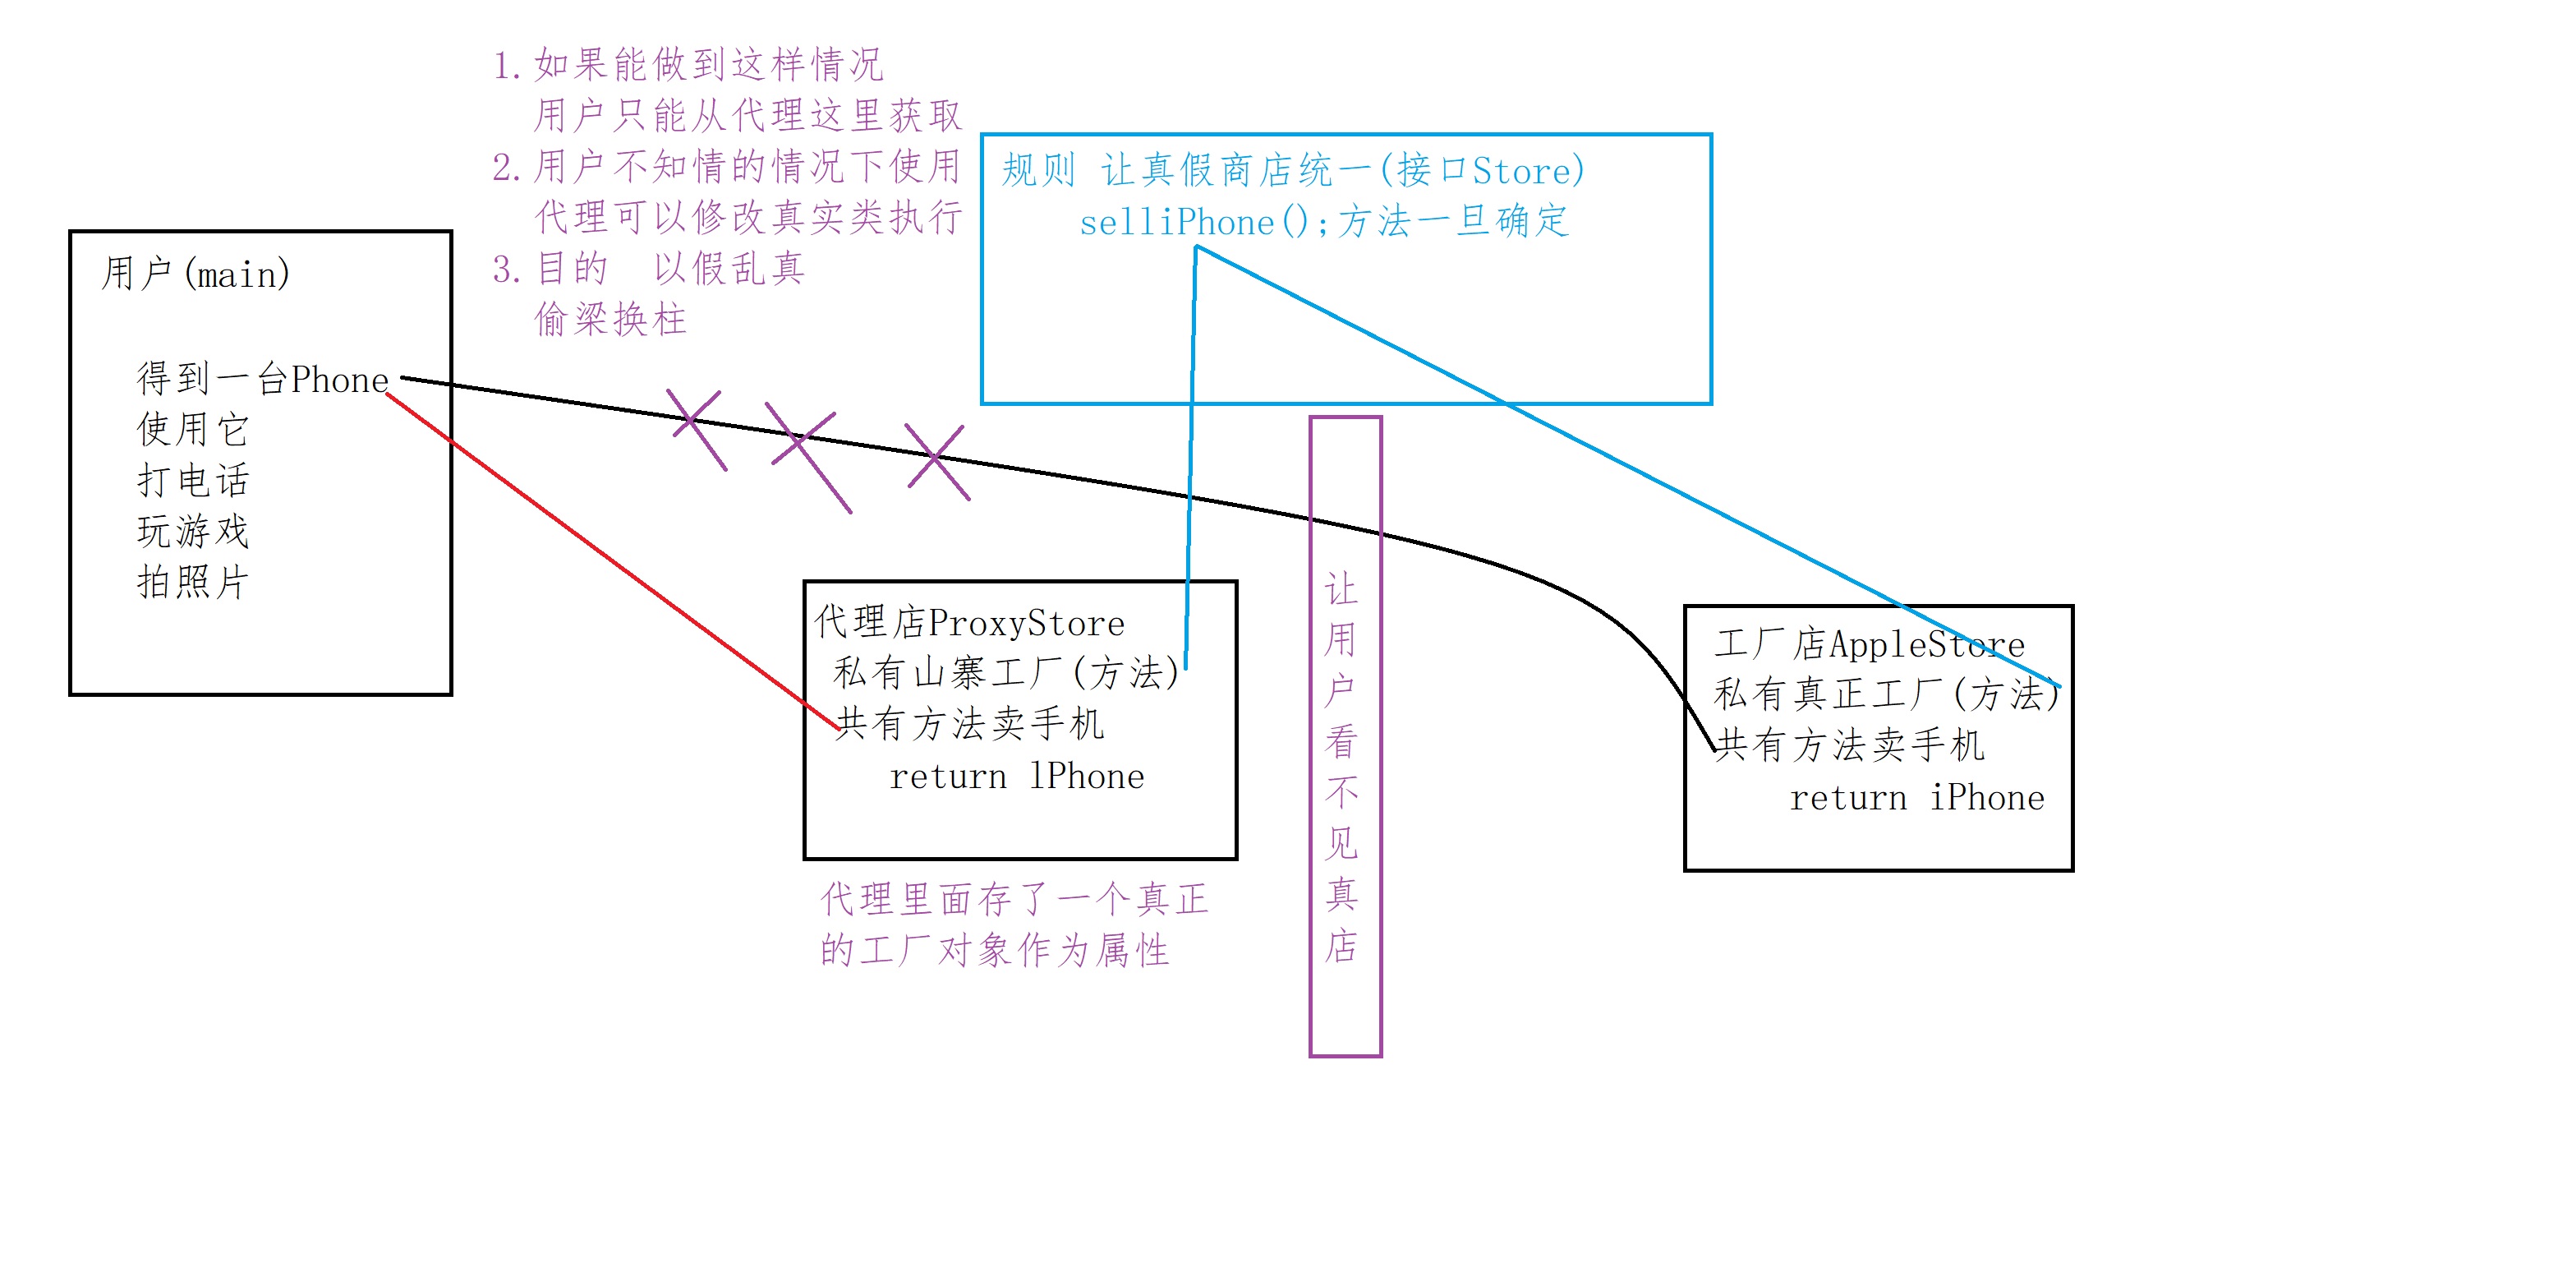 1.如果能做到这样情况
用户只能从代理这里获取
2.用户不知情的情况下使用
代理可以修改真实类执行
3.目的 以假乱真
偷梁换柱
规则 让真假商店统一(接口Store)
selliPhone();方法一旦确定
用户(main)
得到一台Phone
使用它
打电话
玩游戏
拍照片
代理店ProxyStore
私有山寨工厂(方法)
共有方法卖手机
return lPhone
代理里面存了一个真正
的工厂对象作为属性
让用户看不见真店
工厂店AppleStore
私有真正工厂(方法)
共有方法卖手机
return iPhone